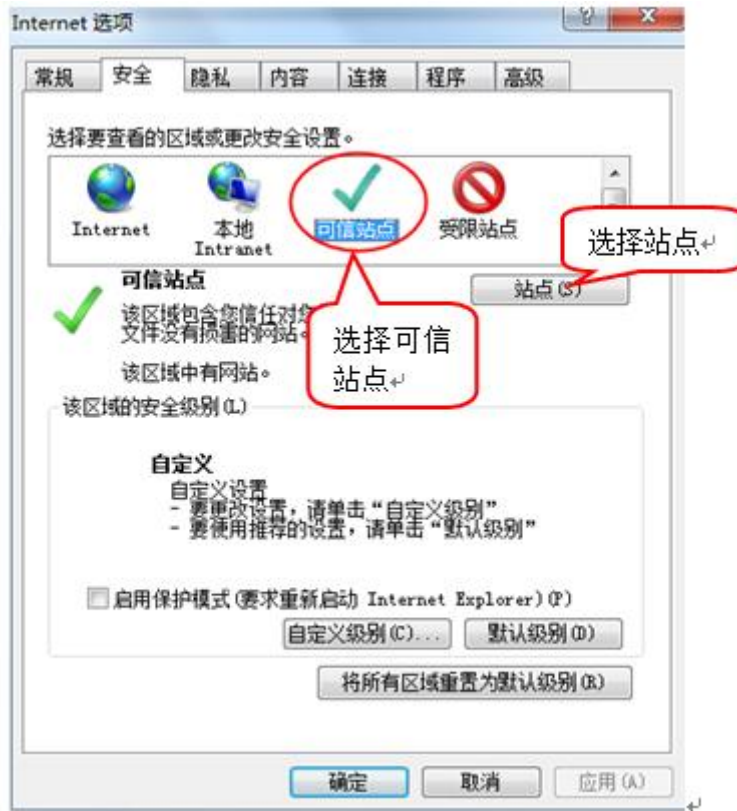 Internet 选项
常规 安全 隐私 内容 连接 程序 高级
选择要查看的区域或更改安全设置。
Internet
本地
Intranet
可信站点
受限站点
选择站点
可信站点
站点(S)
该区域包含您信任对您
文件没有损害的网站。
选择可信
站点
该区域中有网站。
该区域的安全级别(L)
自定义
自定义设置
- 要更改设置，请单击“自定义级别”
- 要使用推荐的设置，请单击“默认级别”
启用保护模式(要求重新启动 Internet Explorer)(P)
自定义级别(C)... 默认级别(D)
将所有区域重置为默认级别(R)
确定 取消 应用(A)